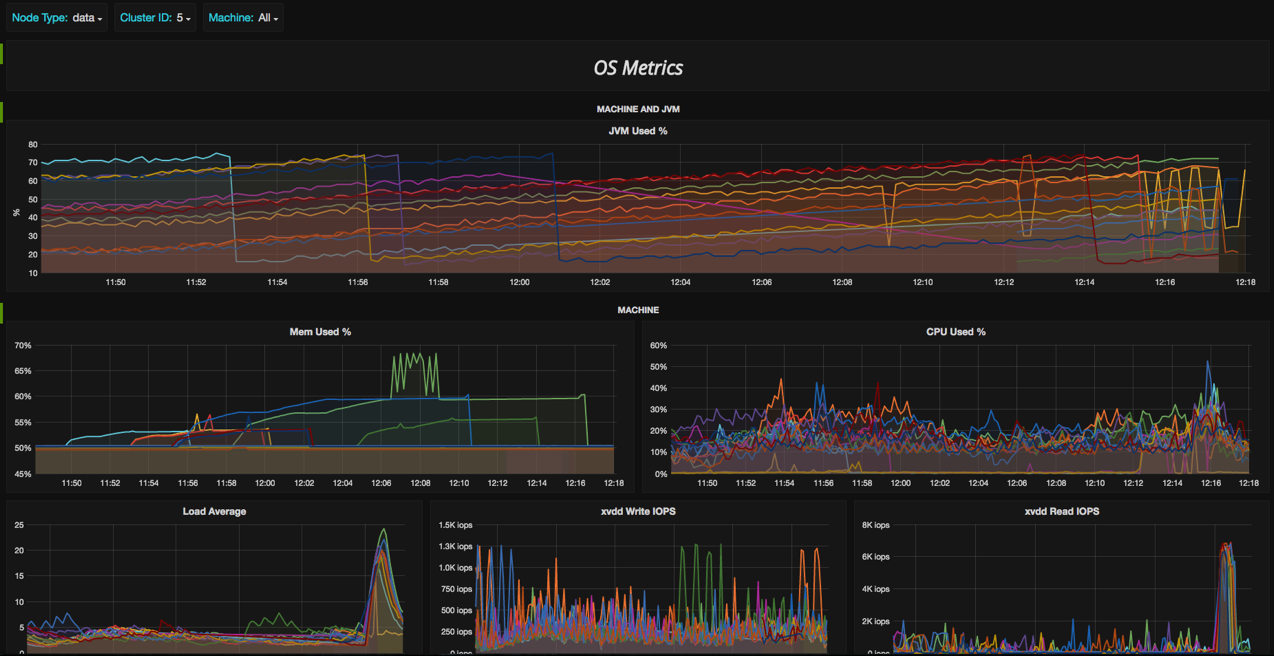 Node Type: data Cluster ID: 5 Machine: All
OS Metrics
MACHINE AND JVM
JVM Used %
80
70
60
50
40
30
20
10
%
11:50 11:52 11:54 11:56 11:58 12:00 12:02 12:04 12:06 12:08 12:10 12:12 12:14 12:16 12:18
MACHINE
Mem Used %
70%
65%
60%
55%
50%
45%
11:50 11:52 11:54 11:56 11:58 12:00 12:02 12:04 12:06 12:08 12:10 12:12 12:14 12:16 12:18
CPU Used %
60%
50%
40%
30%
20%
10%
0%
11:50 11:52 11:54 11:56 11:58 12:00 12:02 12:04 12:06 12:08 12:10 12:12 12:14 12:16 12:18
Load Average
25
20
15
10
5
0
xvdd Write IOPS
1.5K iops
1.3K iops
1.0K iops
750 iops
500 iops
250 iops
0 iops
xvdd Read IOPS
8K iops
6K iops
4K iops
2K iops
0 iops